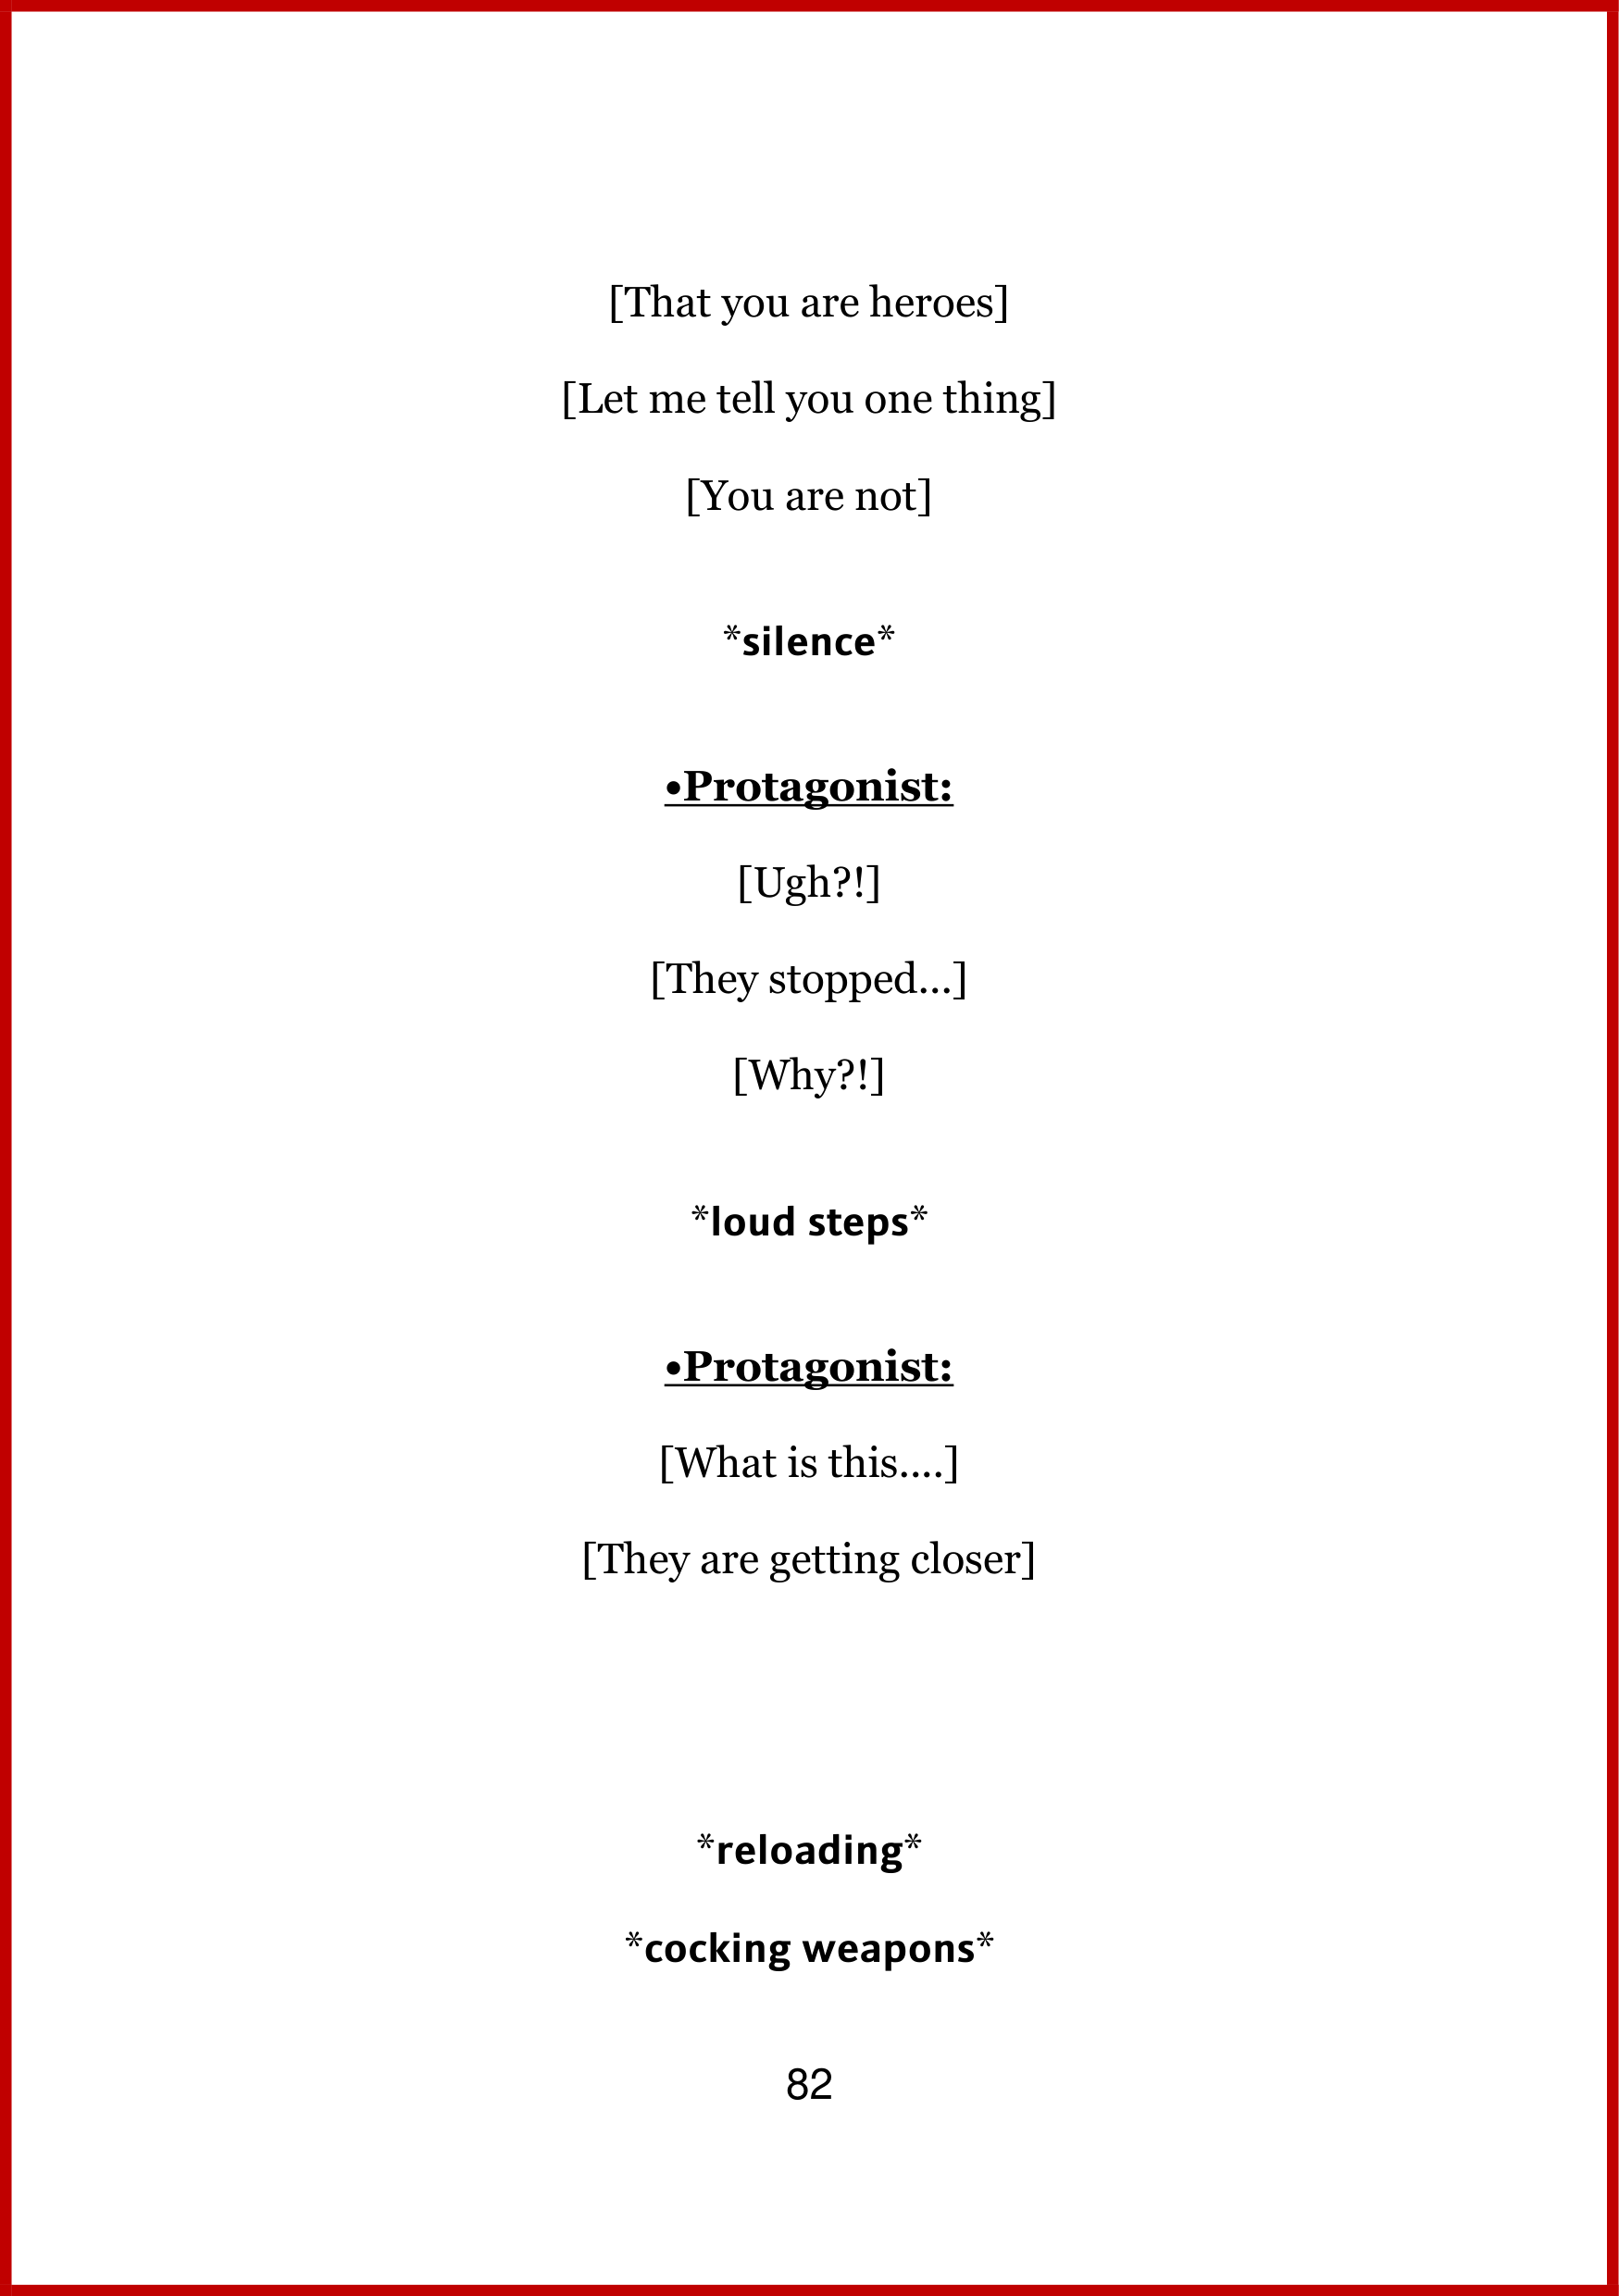 [That you are heroes]
[Let me tell you one thing]
[You are not]
*silence*
•Protagonist:
[Ugh?!]
[They stopped...]
[Why?!]
*loud steps*
•Protagonist:
[What is this....]
[They are getting closer]
*reloading*
*cocking weapons*
82